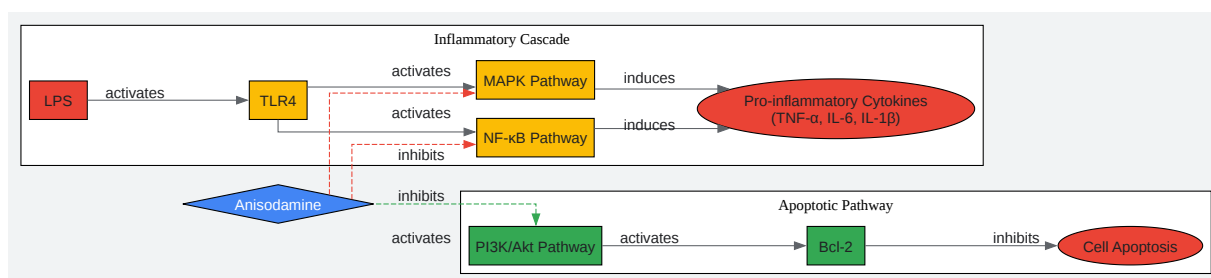 Inflammatory Cascade
LPS
activates
TLR4
activates
MAPK Pathway
induces
Pro-inflammatory Cytokines
(TNF-α, IL-6, IL-1β)
activates
NF-κB Pathway
induces
inhibits
Anisodamine
inhibits
activates
Apoptotic Pathway
PI3K/Akt Pathway
activates
Bcl-2
inhibits
Cell Apoptosis